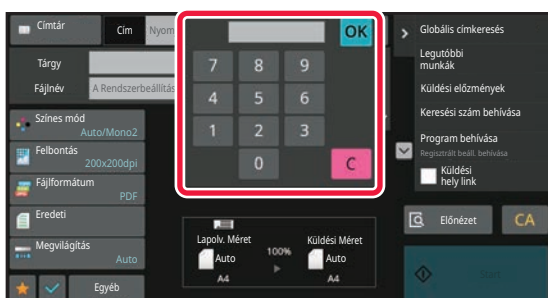 Címtár
Cím
Nyom
OK
Globális címkeresés
Tárgy
Legutóbbi
munkák
Fájlnév
A Rendszerbeállítás
Küldési előzmények
7 8 9
4 5 6
1 2 3
0 C
Színes mód
Auto/Mono2
Keresési szám behívása
Felbontás
200x200dpi
Program behívása
Regisztrált beáll. behívása
Fájlformátum
PDF
Küldési
hely link
Eredeti
Előnézet
CA
Megvilágítás
Auto
Lapolv. Méret
Auto
A4
100%
Küldési Méret
Auto
A4
Egyéb
Start